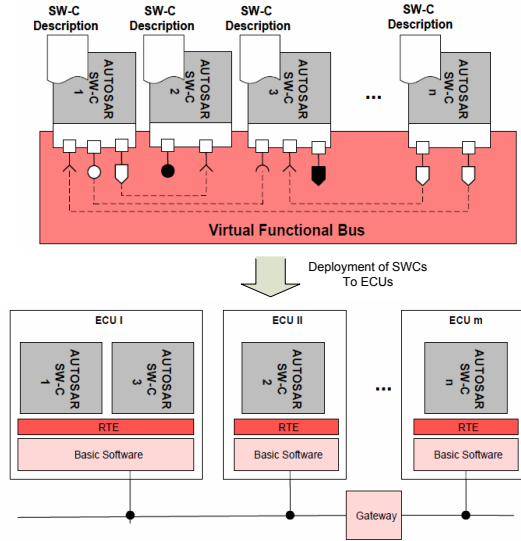 SW-C
Description
SW-C
Description
SW-C
Description
SW-C
Description
AUTOSAR
SW-C
1
AUTOSAR
SW-C
2
AUTOSAR
SW-C
3
...
AUTOSAR
SW-C
n
Virtual Functional Bus
Deployment of SWCs
To ECUs
ECU I
ECU II
ECU m
AUTOSAR
SW-C
1
AUTOSAR
SW-C
3
AUTOSAR
SW-C
2
...
AUTOSAR
SW-C
n
RTE
RTE
RTE
Basic Software
Basic Software
Basic Software
Gateway